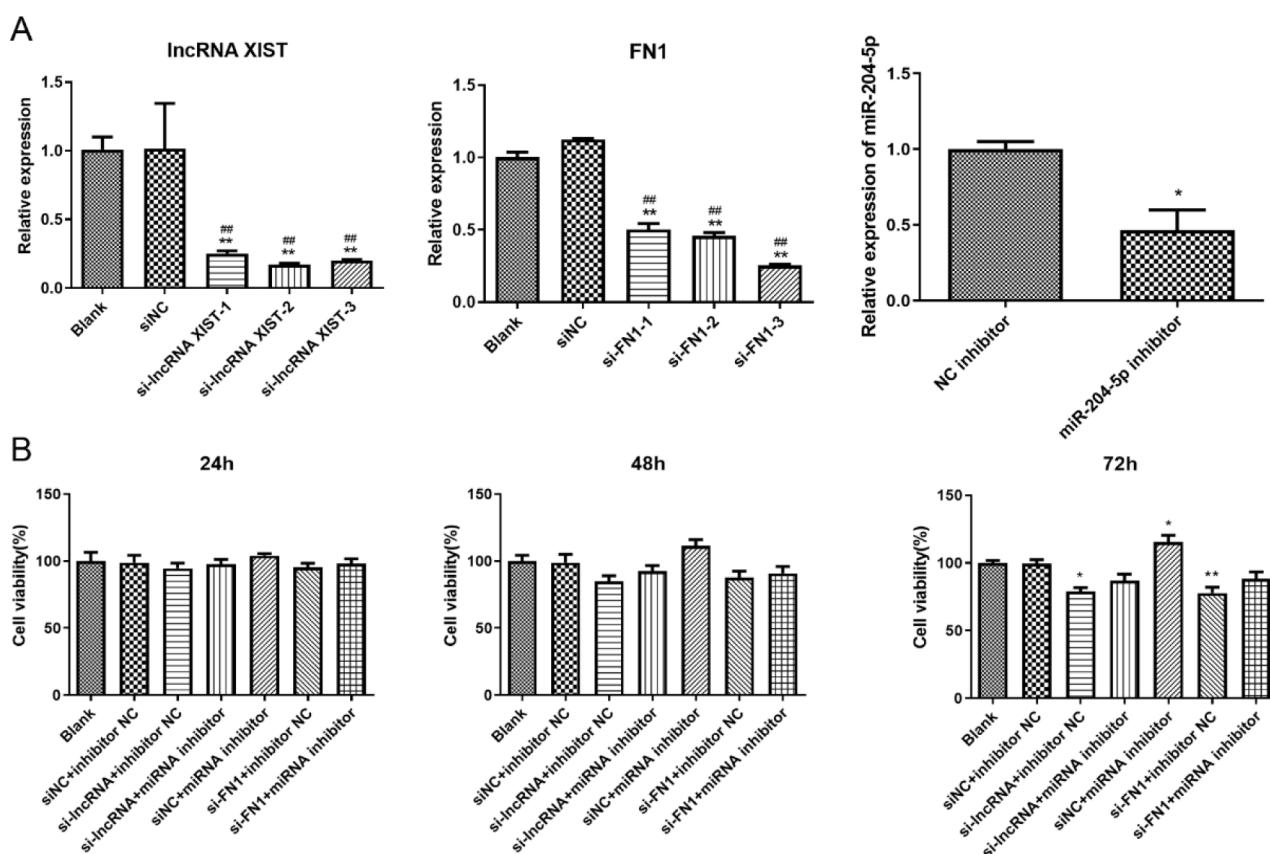 A
lncRNA XIST
Relative expression
1.5
1.0
0.5
0.0
##
**
##
**
##
**
Blank
siNC
si-lncRNA XIST-1
si-lncRNA XIST-2
si-lncRNA XIST-3
FN1
Relative expression
1.5
1.0
0.5
0.0
##
**
##
**
##
**
Blank
siNC
si-FN1-1
si-FN1-2
si-FN1-3
Relative expression of miR-204-5p
1.5
1.0
0.5
0.0
*
NC inhibitor
miR-204-5p inhibitor
B
24h
Cell viability(%)
150
100
50
0
Blank
siNC+inhibitor NC
si-lncRNA+inhibitor NC
si-lncRNA+miRNA inhibitor
siNC+miRNA inhibitor
si-FN1+inhibitor NC
si-FN1+miRNA inhibitor
48h
Cell viability(%)
150
100
50
0
Blank
siNC+inhibitor NC
si-lncRNA+inhibitor NC
si-lncRNA+miRNA inhibitor
siNC+miRNA inhibitor
si-FN1+inhibitor NC
si-FN1+miRNA inhibitor
72h
Cell viability(%)
150
100
50
0
*
*
**
Blank
siNC+inhibitor NC
si-lncRNA+inhibitor NC
si-lncRNA+miRNA inhibitor
siNC+miRNA inhibitor
si-FN1+inhibitor NC
si-FN1+miRNA inhibitor